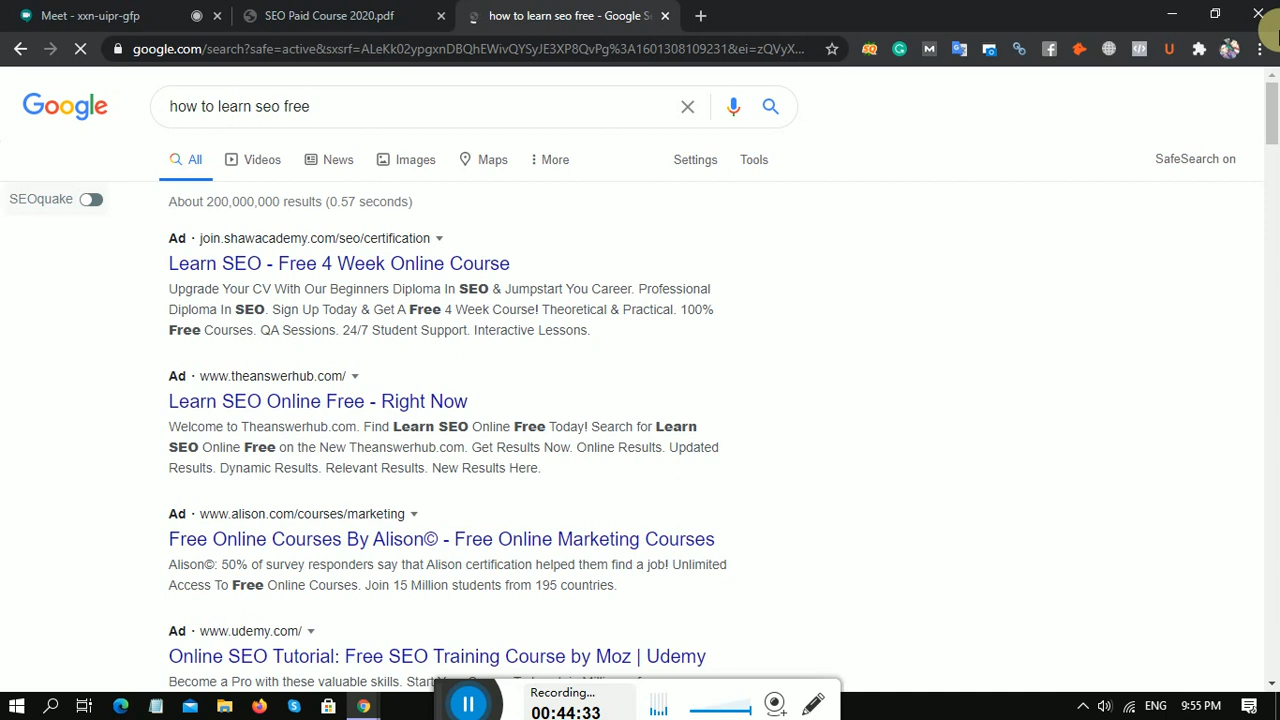 Meet - xxn-uipr-gfp
SEO Paid Course 2020.pdf
how to learn seo free - Google S
google.com/search?safe=active&sxsrf=ALeKk02ypgxnDBQhEWivQYSyJE3XP8QvPg%3A1601308109231&ei=zQVyX...
Google
how to learn seo free
All
Videos
News
Images
Maps
More
Settings
Tools
SafeSearch on
SEOquake
About 200,000,000 results (0.57 seconds)
Ad · join.shawacademy.com/seo/certification
Learn SEO - Free 4 Week Online Course
Upgrade Your CV With Our Beginners Diploma In SEO & Jumpstart You Career. Professional
Diploma In SEO. Sign Up Today & Get A Free 4 Week Course! Theoretical & Practical. 100%
Free Courses. QA Sessions. 24/7 Student Support. Interactive Lessons.
Ad · www.theanswerhub.com/
Learn SEO Online Free - Right Now
Welcome to Theanswerhub.com. Find Learn SEO Online Free Today! Search for Learn
SEO Online Free on the New Theanswerhub.com. Get Results Now. Online Results. Updated
Results. Dynamic Results. Relevant Results. New Results Here.
Ad · www.alison.com/courses/marketing
Free Online Courses By Alison© - Free Online Marketing Courses
Alison©: 50% of survey responders say that Alison certification helped them find a job! Unlimited
Access To Free Online Courses. Join 15 Million students from 195 countries.
Ad · www.udemy.com/
Online SEO Tutorial: Free SEO Training Course by Moz | Udemy
Become a Pro with these valuable skills. Start
Recording...
00:44:33
ENG
9:55 PM